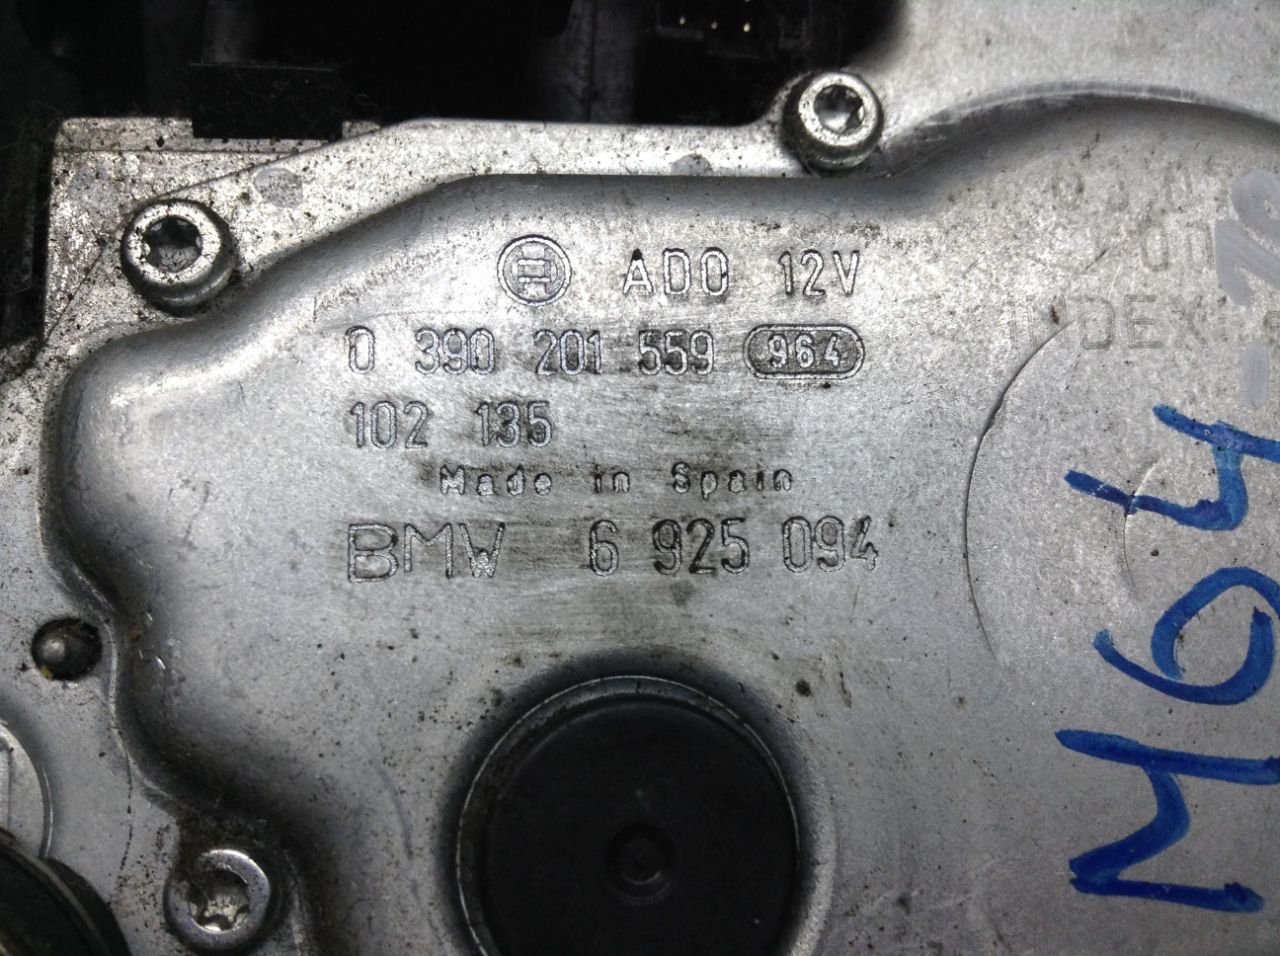 ADO 12V
0 390 201 559 964
102 135
Made in Spain
BMW 6 925 094
INDEX
M64-